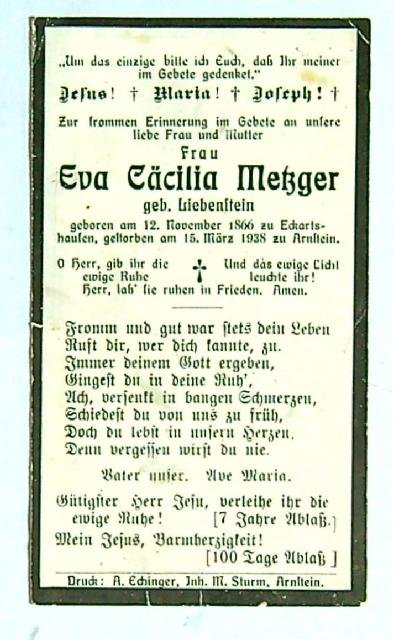 „Um das einzige bitte ich Euch, daß Ihr meiner
im Gebete gedenket.“
Jesus! † Maria! † Joseph! †
Zur frommen Erinnerung im Gebete an unsere
liebe Frau und Mutter
Frau
Eva Cäcilia Metzger
geb. Liebenstein
geboren am 12. November 1866 zu Eckarts-
hausen, gestorben am 15. März 1938 zu Arnstein.
O Herr, gib ihr die † Und das ewige Licht
ewige Ruhe leuchte ihr!
Herr, laß' sie ruhen in Frieden. Amen.
Fromm und gut war stets dein Leben
Ruft dir, wer dich kannte, zu.
Immer deinem Gott ergeben,
Gingest du in deine Ruh',
Ach, versenkt in bangen Schmerzen,
Schiedest du von uns zu früh,
Doch du lebst in unsern Herzen,
Denn vergessen wirst du nie.
Vater unser. Ave Maria.
Gütigster Herr Jesu, verleihe ihr die
ewige Ruhe! [7 Jahre Ablaß.]
Mein Jesus, Barmherzigkeit!
[100 Tage Ablaß]
Druck: A. Echinger, Inh. M. Sturm, Arnstein.